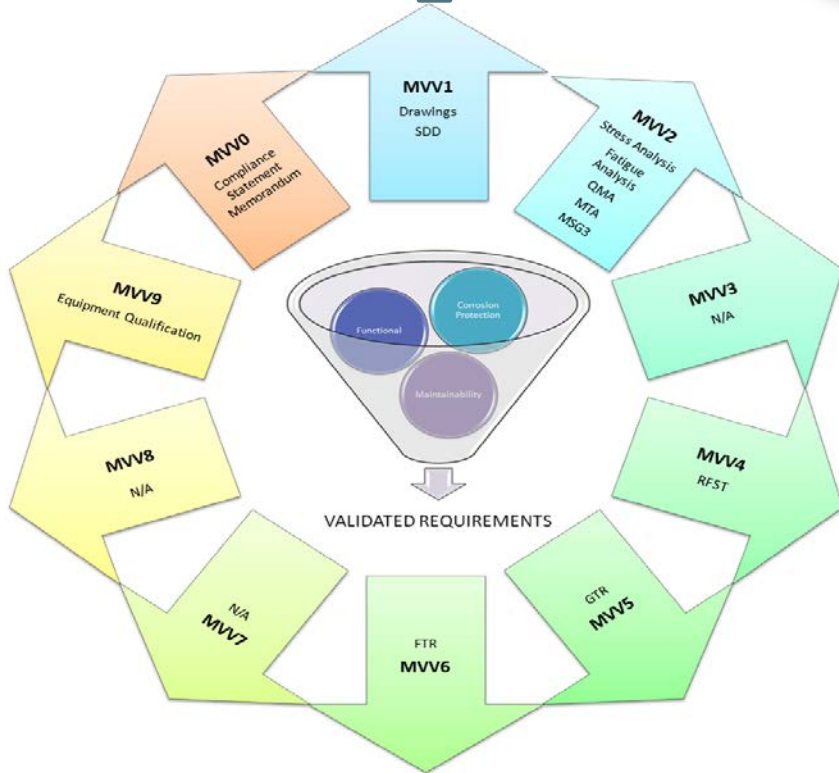 MVV0
Compliance
Statement
Memorandum
MVV1
Drawings
SDD
MVV2
Stress Analysis
Fatigue
Analysis
QMA
MTA
MSG3
MVV3
N/A
MVV4
RFST
GTR
MVV5
FTR
MVV6
N/A
MVV7
MVV8
N/A
MVV9
Equipment Qualification
Functional
Corrosion
Protection
Maintainability
VALIDATED REQUIREMENTS